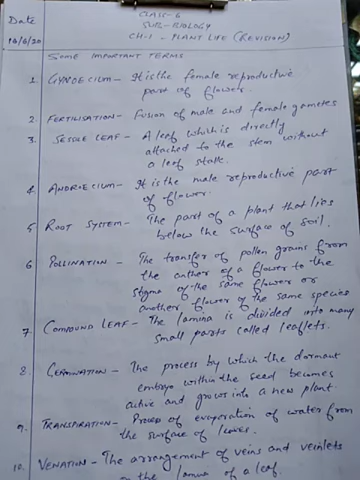 Date
16/6/20
CLASS-6
SUB-BIOLOGY
CH-1 - PLANT LIFE (REVISION)
SOME IMPORTANT TERMS
1 GYNOECIUM - It is the female reproductive
part of flower.
2 FERTILISATION - Fusion of male and female gametes
3. SESSILE LEAF - A leaf which is directly
attached to the stem without
a leaf stalk.
4 ANDROECIUM - It is the male reproductive part
of flower.
5 ROOT SYSTEM - The part of a plant that lies
below the surface of soil.
6 POLLINATION - The transfer of pollen grains from
the anther of a flower to the
stigma of the same flower or
another flower of the same species
7. COMPOUND LEAF - The lamina is divided into many
small parts called leaflets.
8. GERMINATION - The process by which the dormant
embryo within the seed becomes
active and grows into a new plant.
9. TRANSPIRATION - Process of evaporation of water from
the surface of leaves.
10. VENATION - The arrangement of veins and veinlets
the lamina of a leaf.